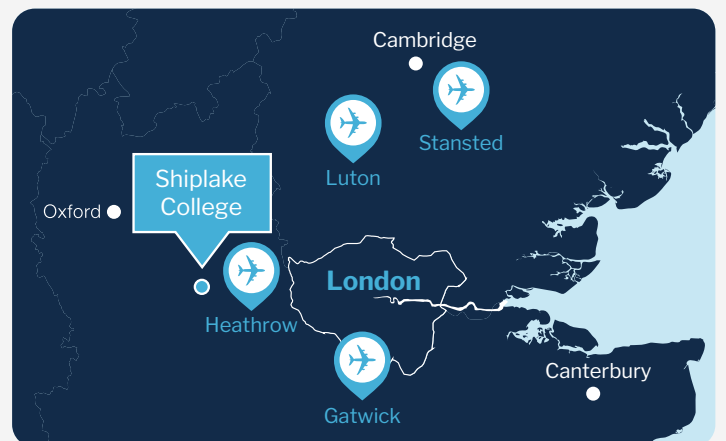 Cambridge
Stansted
Luton
Shiplake
College
Oxford
London
Heathrow
Canterbury
Gatwick